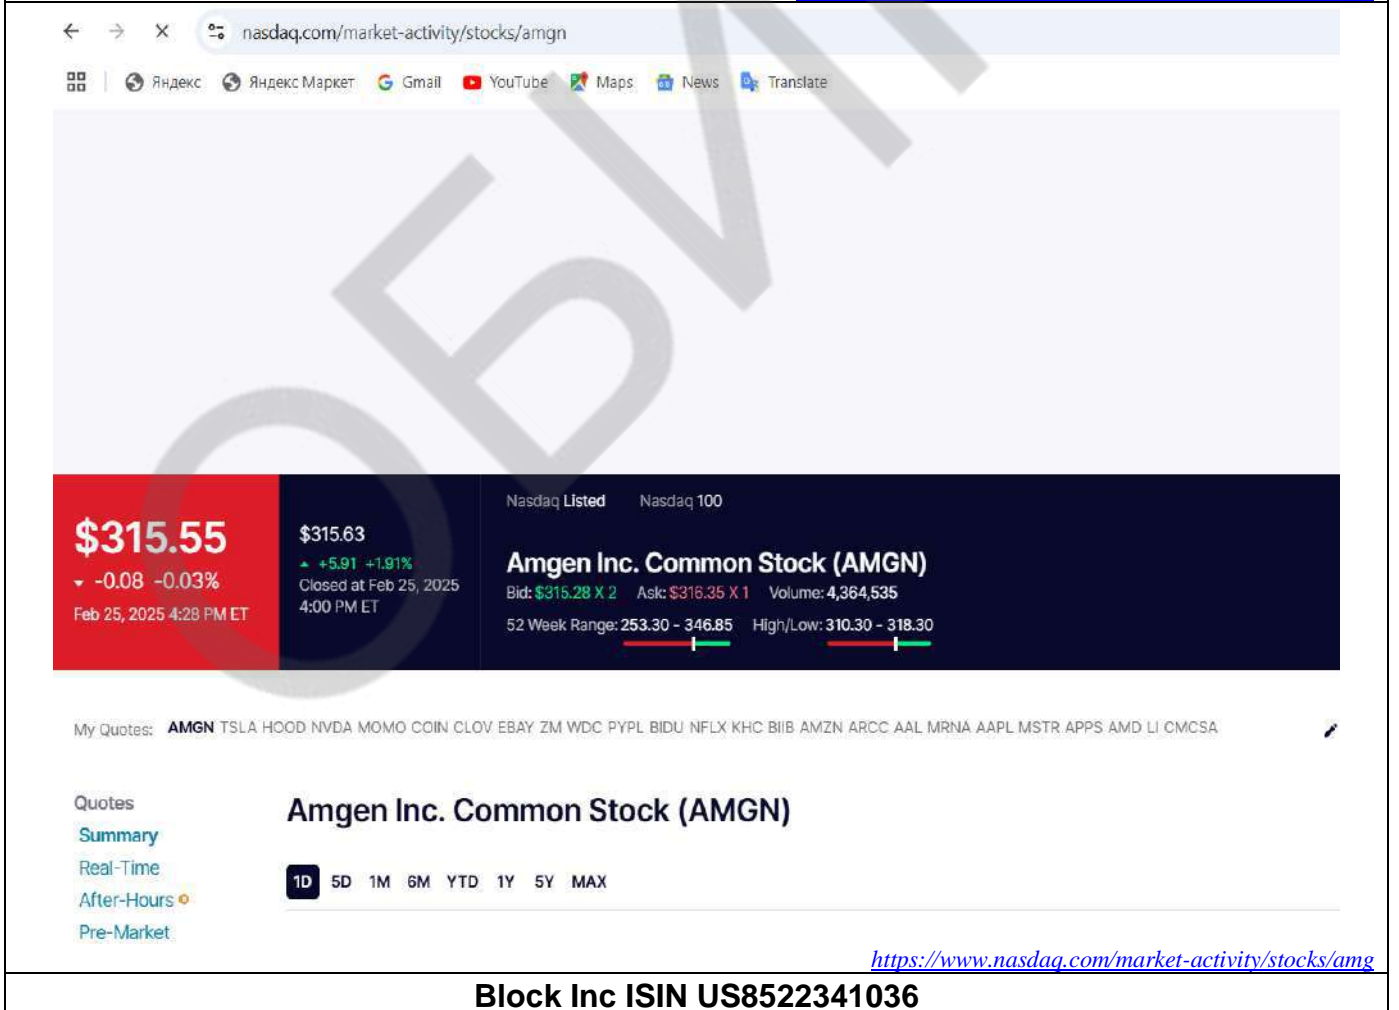 nasdaq.com/market-activity/stocks/amgn
Яндекс Яндекс Маркет Gmail YouTube Maps News Translate
ОБИ
Nasdaq Listed Nasdaq 100
$315.55
-0.08 -0.03%
Feb 25, 2025 4:28 PM ET
$315.63
+5.91 +1.91%
Closed at Feb 25, 2025
4:00 PM ET
Amgen Inc. Common Stock (AMGN)
Bid: $315.28 X 2 Ask: $316.35 X 1 Volume: 4,364,535
52 Week Range: 253.30 - 346.85 High/Low: 310.30 - 318.30
My Quotes: AMGN TSLA HOOD NVDA MOMO COIN CLOV EBAY ZM WDC PYPL BIDU NFLX KHC BIIB AMZN ARCC AAL MRNA AAPL MSTR APPS AMD LI CMCSA
Quotes
Summary
Real-Time
After-Hours
Pre-Market
Amgen Inc. Common Stock (AMGN)
1D 5D 1M 6M YTD 1Y 5Y MAX
https://www.nasdaq.com/market-activity/stocks/amg
Block Inc ISIN US8522341036